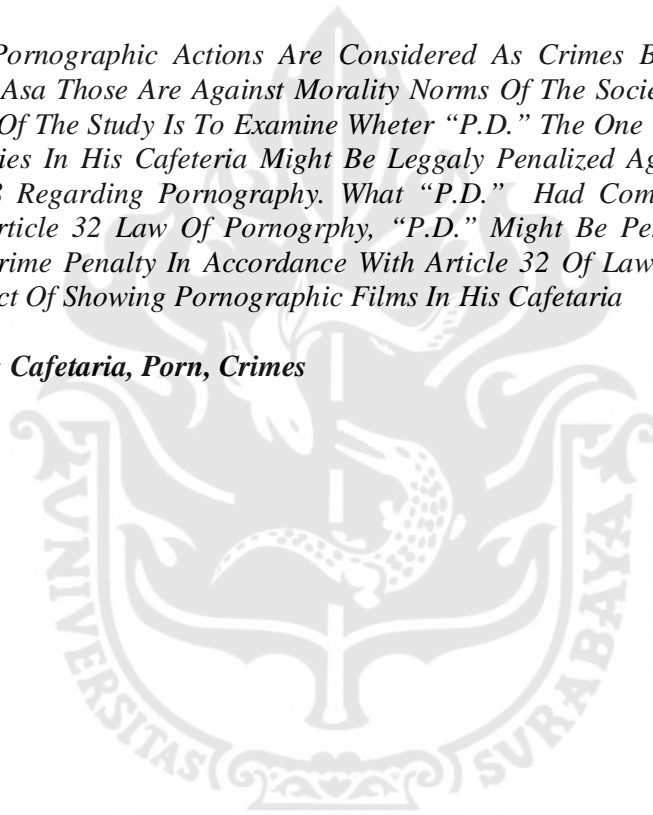 Pornographic Actions Are Considered As Crimes B
Asa Those Are Against Morality Norms Of The Socie
Of The Study Is To Examine Wheter “P.D.” The One
ies In His Cafeteria Might Be Leggaly Penalized Ag
Regarding Pornography. What “P.D.” Had Com
rticle 32 Law Of Pornogrphy, “P.D.” Might Be Pe
rime Penalty In Accordance With Article 32 Of Law
ct Of Showing Pornographic Films In His Cafetaria
Cafetaria, Porn, Crimes
UNIVERSITAS SURABAYA